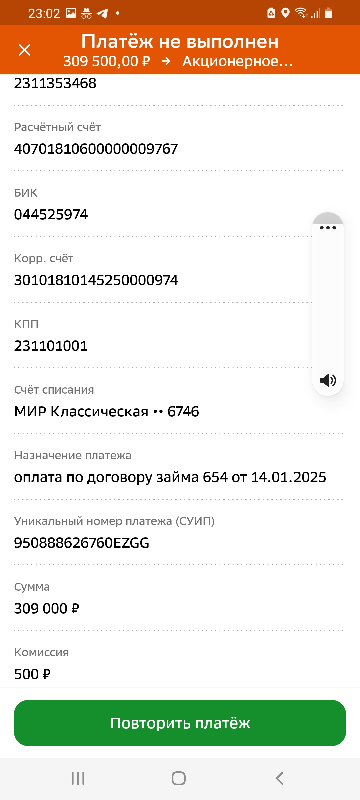 23:02
Платёж не выполнен
309 500,00 ₽ → Акционерное...
2311353468
Расчётный счёт
40701810600000009767
БИК
044525974
Корр. счёт
30101810145250000974
КПП
231101001
Счёт списания
МИР Классическая •• 6746
Назначение платежа
оплата по договору займа 654 от 14.01.2025
Уникальный номер платежа (СУИП)
950888626760EZGG
Сумма
309 000 ₽
Комиссия
500 ₽
Повторить платёж